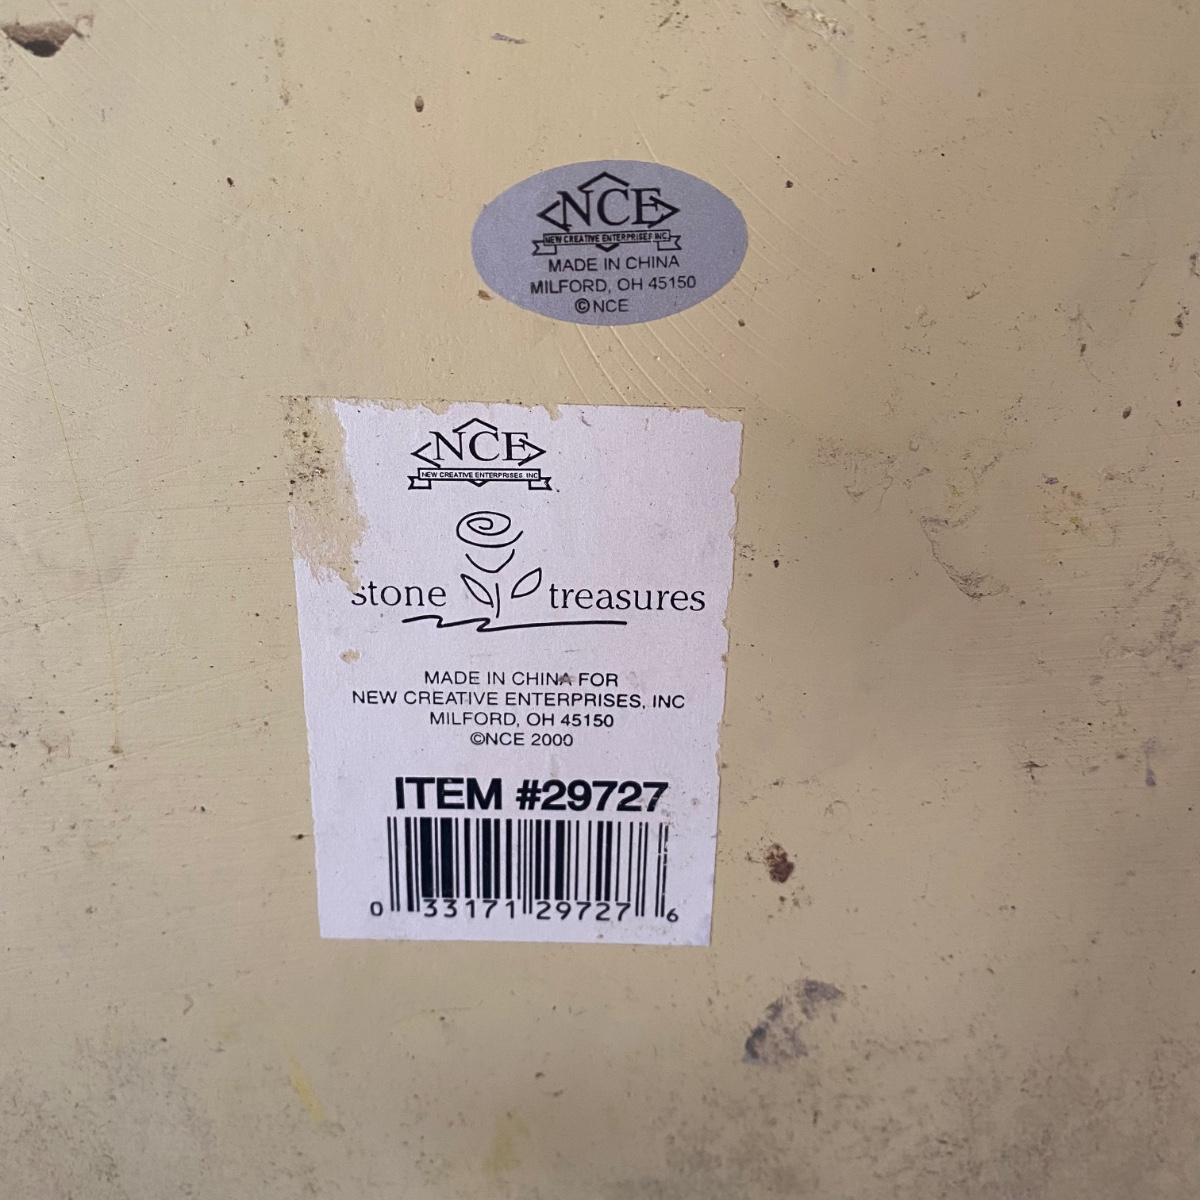 NCE
NEW CREATIVE ENTERPRISES INC.
MADE IN CHINA
MILFORD, OH 45150
©NCE
NCE
NEW CREATIVE ENTERPRISES INC.
stone treasures
MADE IN CHINA FOR
NEW CREATIVE ENTERPRISES, INC
MILFORD, OH 45150
©NCE 2000
ITEM #29727
0 33171 29727 6